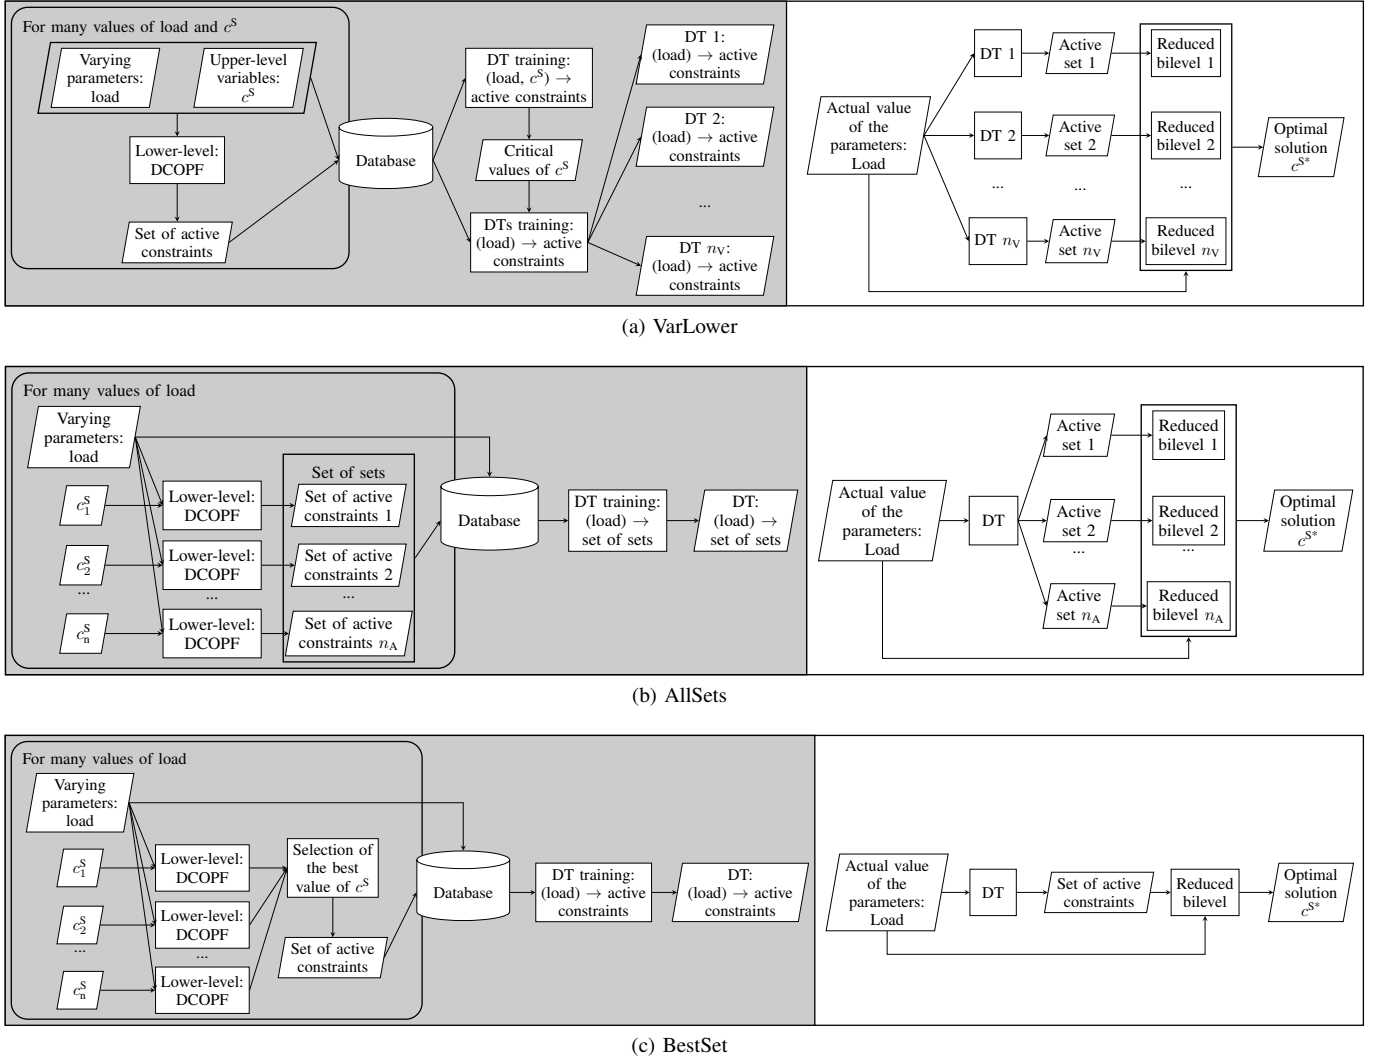 For many values of load and c^S
Varying
parameters:
load
Upper-level
variables:
c^S
Lower-level:
DCOPF
Set of active
constraints
Database
DT training:
(load, c^S) →
active constraints
Critical
values of c^S
DTs training:
(load) → active
constraints
DT 1:
(load) → active
constraints
DT 2:
(load) → active
constraints
...
DT n_V:
(load) → active
constraints
Actual value
of the
parameters:
Load
DT 1
DT 2
...
DT n_V
Active
set 1
Active
set 2
...
Active
set n_V
Reduced
bilevel 1
Reduced
bilevel 2
...
Reduced
bilevel n_V
Optimal
solution
c^S*
(a) VarLower
For many values of load
Varying
parameters:
load
c_1^S
c_2^S
...
c_n^S
Lower-level:
DCOPF
Lower-level:
DCOPF
...
Lower-level:
DCOPF
Set of sets
Set of active
constraints 1
Set of active
constraints 2
...
Set of active
constraints n_A
Database
DT training:
(load) →
set of sets
DT:
(load) →
set of sets
Actual value
of the
parameters:
Load
DT
Active
set 1
Active
set 2
...
Active
set n_A
Reduced
bilevel 1
Reduced
bilevel 2
...
Reduced
bilevel n_A
Optimal
solution
c^S*
(b) AllSets
For many values of load
Varying
parameters:
load
c_1^S
c_2^S
...
c_n^S
Lower-level:
DCOPF
Lower-level:
DCOPF
...
Lower-level:
DCOPF
Selection of
the best
value of c^S
Set of active
constraints
Database
DT training:
(load) → active
constraints
DT:
(load) → active
constraints
Actual value
of the
parameters:
Load
DT
Set of active
constraints
Reduced
bilevel
Optimal
solution
c^S*
(c) BestSet